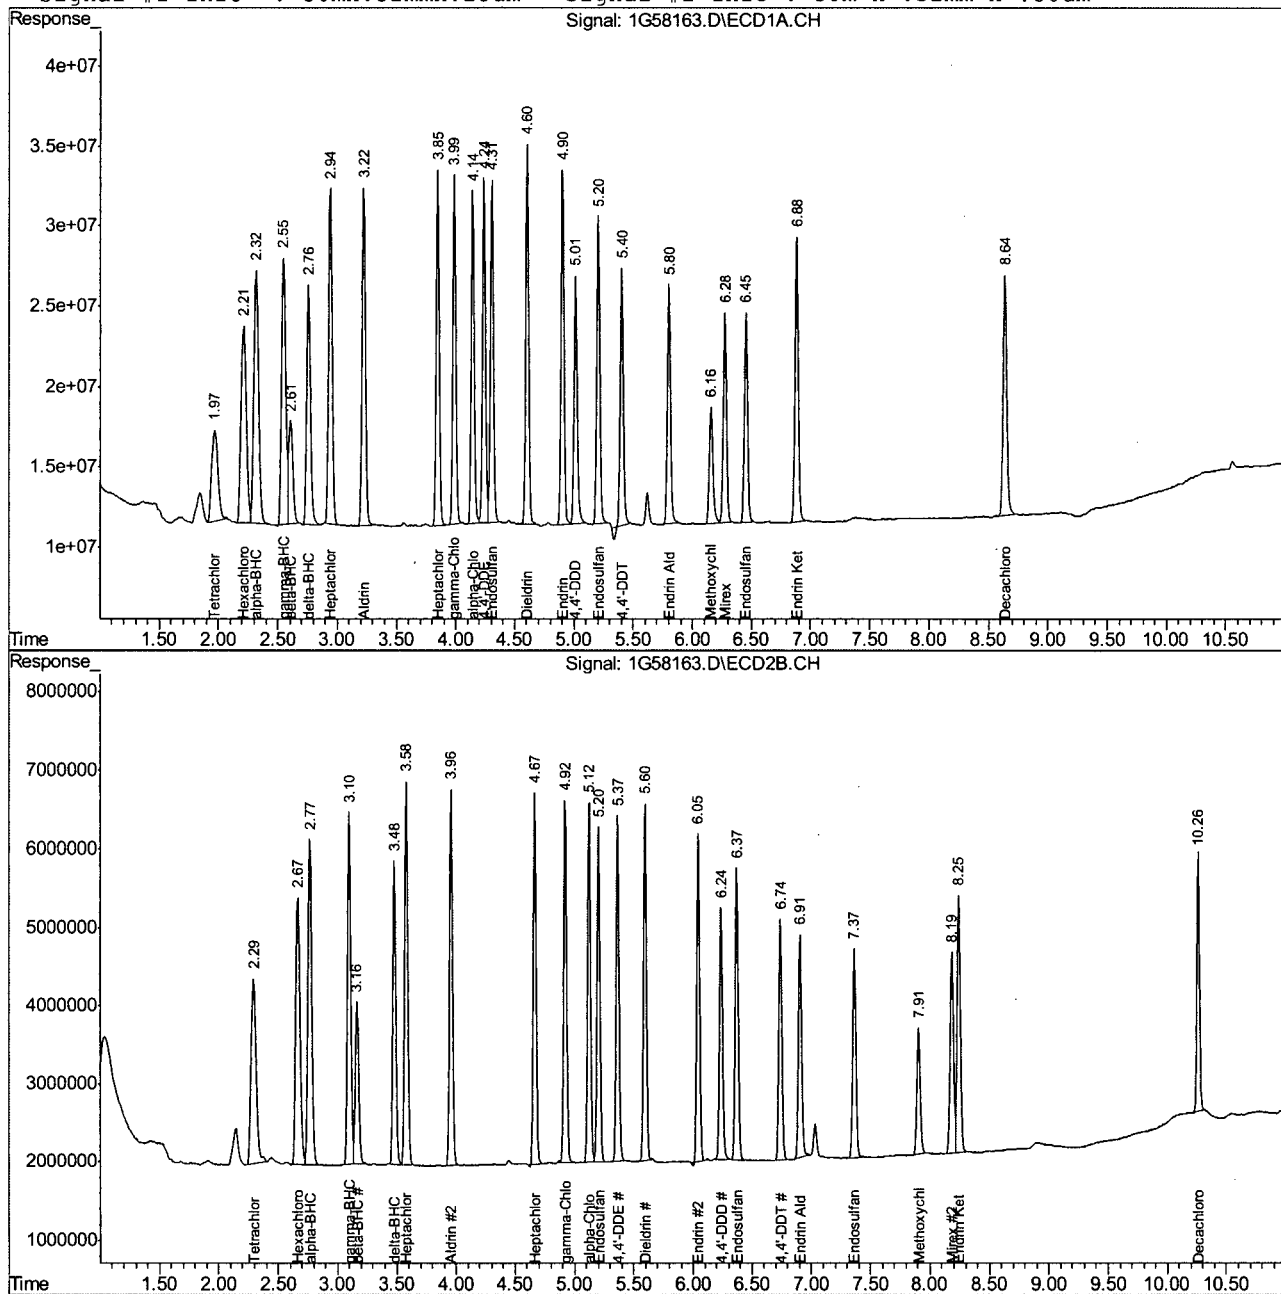 Response_
Signal: 1G58163.D\ECD1A.CH
4e+07
3.5e+07
3e+07
2.5e+07
2e+07
1.5e+07
1e+07
1.97
2.21
2.32
2.55
2.61
2.76
2.94
3.22
3.85
3.99
4.14
4.24
4.31
4.60
4.90
5.01
5.20
5.40
5.80
6.16
6.28
6.45
6.88
8.64
Tetrachlor
Hexachloro
alpha-BHC
gamma-BHC
delta-BHC
Heptachlor
Aldrin
Heptachlor
gamma-Chlo
alpha-Chlo
4,4'-DDE
Endosulfan
Dieldrin
Endrin
4,4'-DDD
Endosulfan
4,4'-DDT
Endrin Ald
Methoxychl
Mirex
Endosulfan
Endrin Ket
Decachloro
Time
1.50 2.00 2.50 3.00 3.50 4.00 4.50 5.00 5.50 6.00 6.50 7.00 7.50 8.00 8.50 9.00 9.50 10.00 10.50
Response_
Signal: 1G58163.D\ECD2B.CH
8000000
7000000
6000000
5000000
4000000
3000000
2000000
1000000
2.29
2.67
2.77
3.10
3.16
3.48
3.58
3.96
4.67
4.92
5.12
5.20
5.37
5.60
6.05
6.24
6.37
6.74
6.91
7.37
7.91
8.19
8.25
10.26
Tetrachlor
Hexachloro
alpha-BHC
gamma-BHC
beta-BHC #
delta-BHC
Heptachlor
Aldrin #2
Heptachlor
gamma-Chlo
alpha-Chlo
Endosulfan
4,4'-DDE #
Dieldrin #
Endrin #2
4,4'-DDD #
Endosulfan
4,4'-DDT #
Endrin Ald
Endosulfan
Methoxychl
Mirex #2
Endrin Ket
Decachloro
Time
1.50 2.00 2.50 3.00 3.50 4.00 4.50 5.00 5.50 6.00 6.50 7.00 7.50 8.00 8.50 9.00 9.50 10.00 10.50